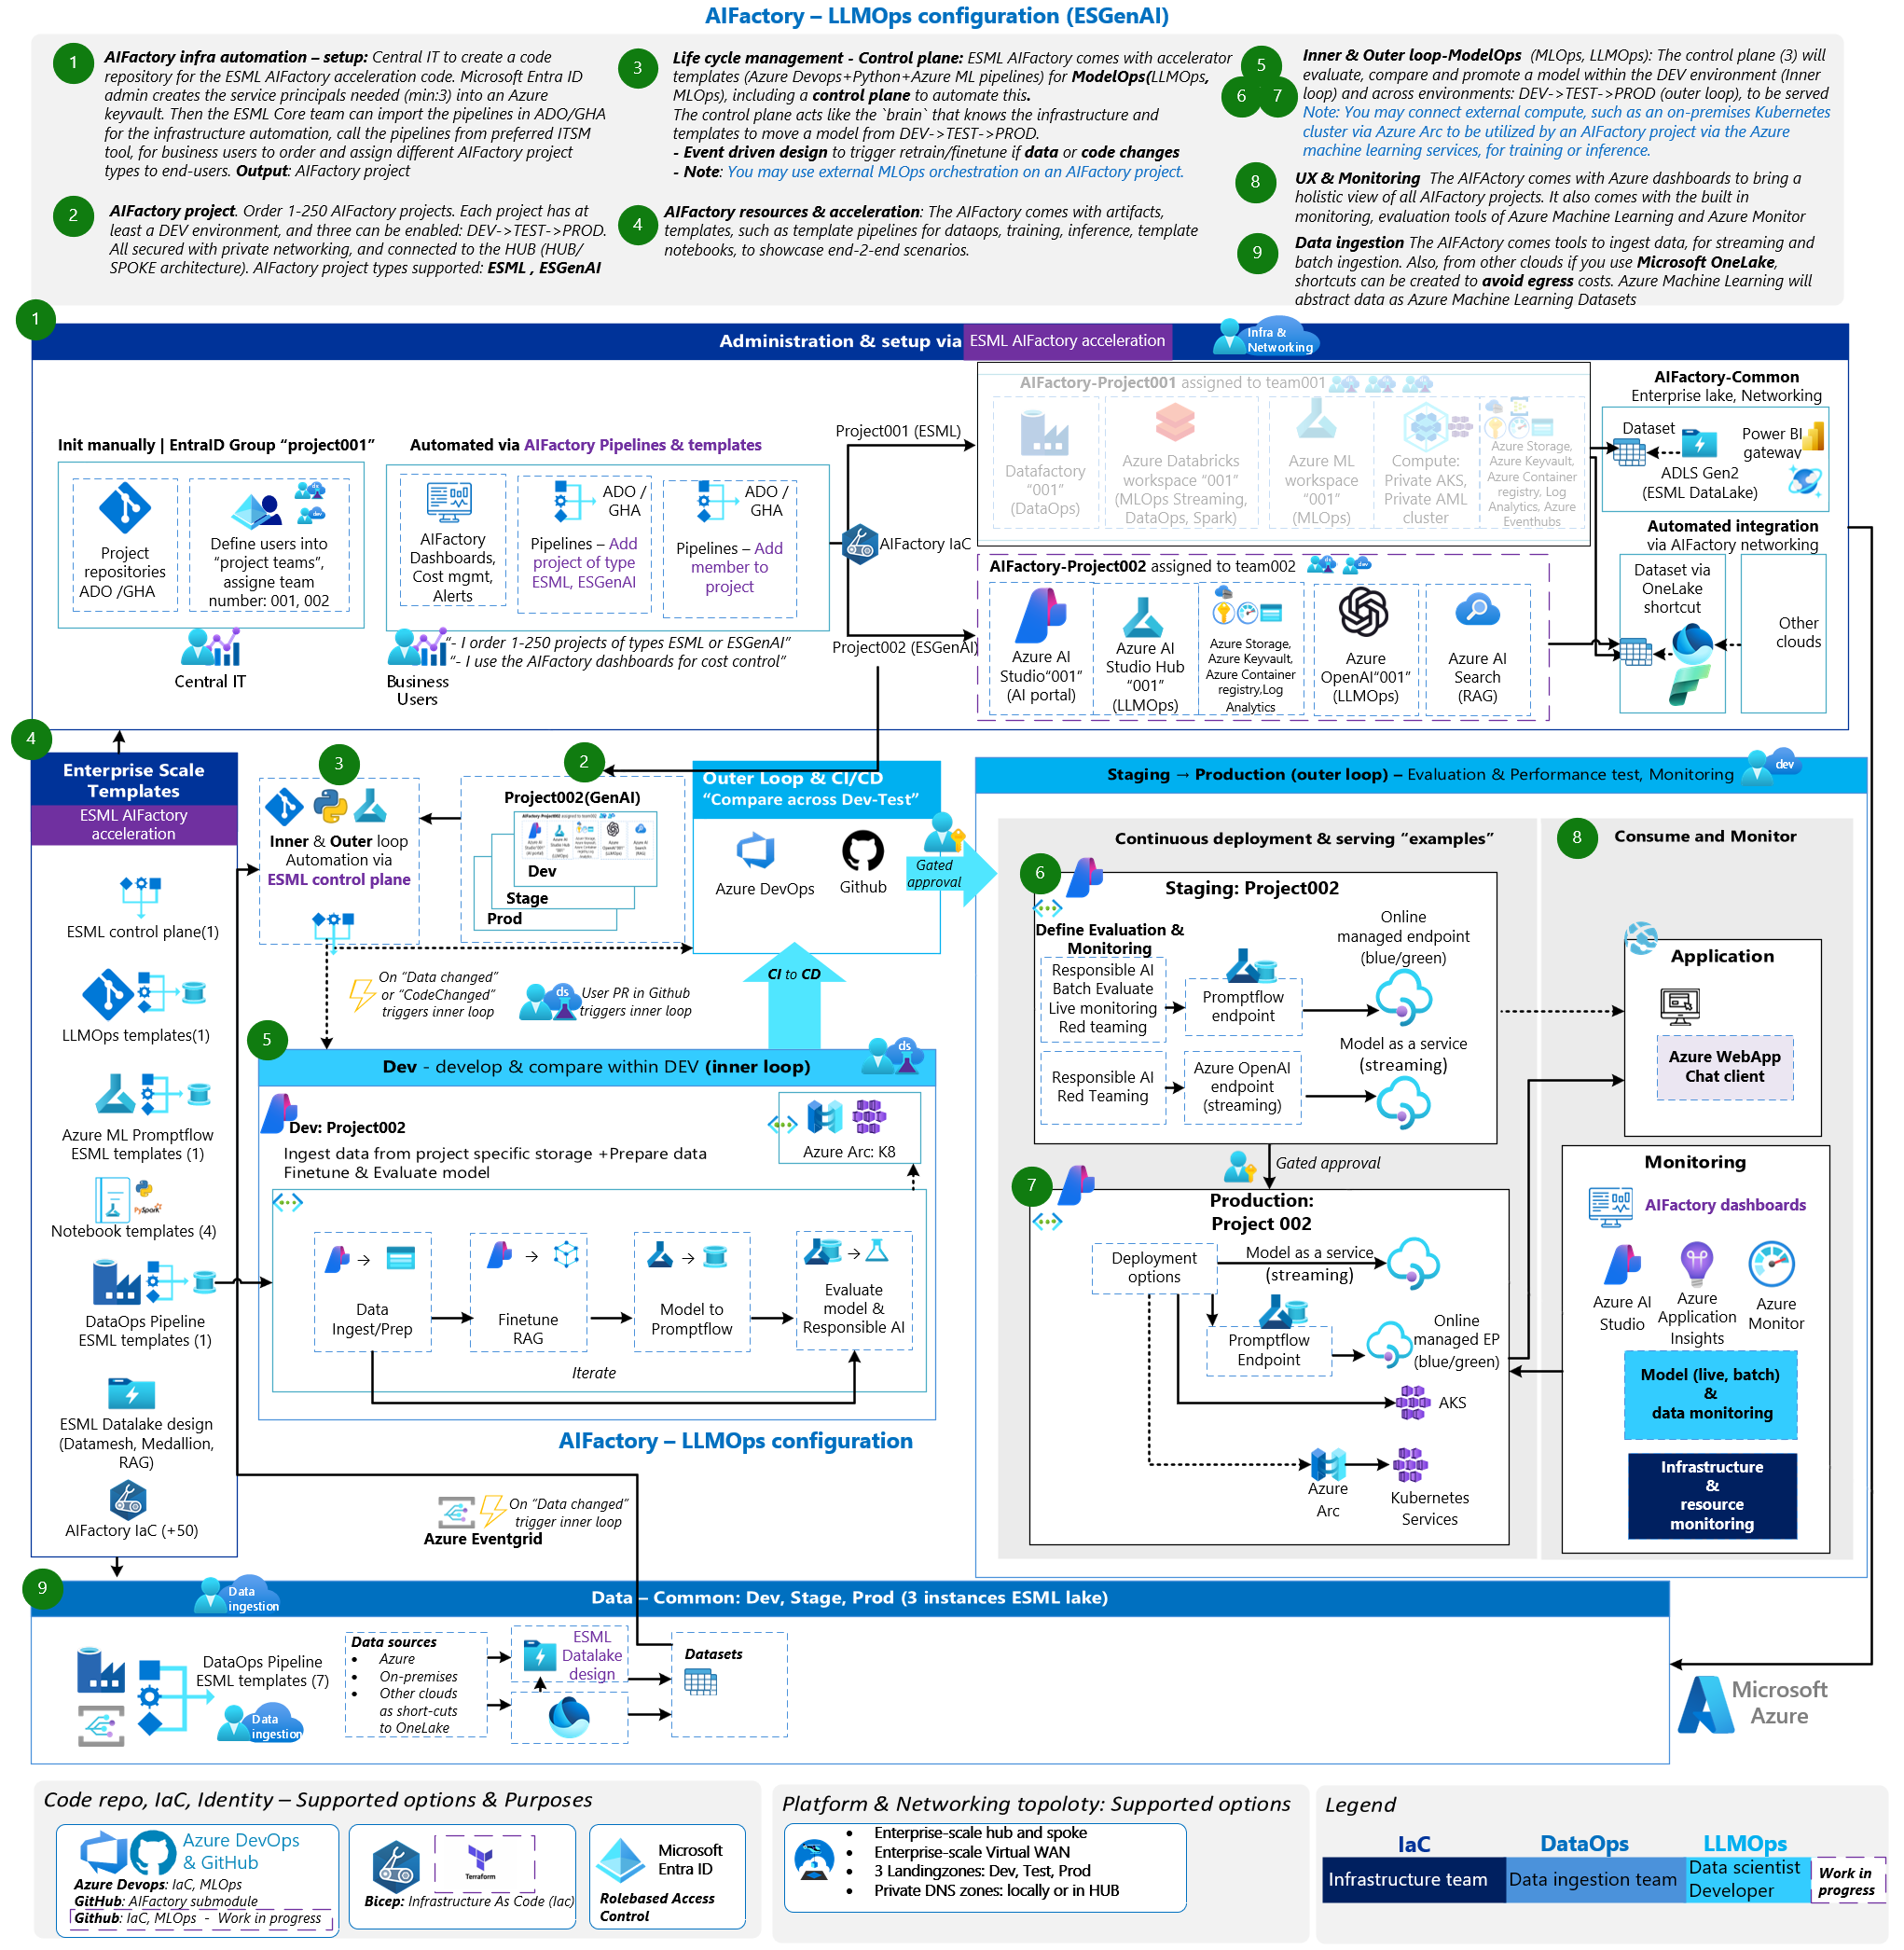 AIFactory – LLMOps configuration (ESGenAI)
1
AIFactory infra automation – setup: Central IT to create a code
repository for the ESML AIFactory acceleration code. Microsoft Entra ID
admin creates the service principals needed (min:3) into an Azure
keyvault. Then the ESML Core team can import the pipelines in ADO/GHA
for the infrastructure automation, call the pipelines from preferred ITSM
tool, for business users to order and assign different AIFactory project
types to end-users. Output: AIFactory project
2
AIFactory project. Order 1-250 AIFactory projects. Each project has at
least a DEV environment, and three can be enabled: DEV->TEST->PROD.
All secured with private networking, and connected to the HUB (HUB/
SPOKE architecture). AIFactory project types supported: ESML , ESGenAI
3
Life cycle management - Control plane: ESML AIFactory comes with accelerator
templates (Azure Devops+Python+Azure ML pipelines) for ModelOps(LLMOps,
MLOps), including a control plane to automate this.
The control plane acts like the `brain` that knows the infrastructure and
templates to move a model from DEV->TEST->PROD.
- Event driven design to trigger retrain/finetune if data or code changes
- Note: You may use external MLOps orchestration on an AIFactory project.
4
AIFactory resources & acceleration: The AIFactory comes with artifacts,
templates, such as template pipelines for dataops, training, inference, template
notebooks, to showcase end-2-end scenarios.
5
6 7
Inner & Outer loop-ModelOps (MLOps, LLMOps): The control plane (3) will
evaluate, compare and promote a model within the DEV environment (Inner
loop) and across environments: DEV->TEST->PROD (outer loop), to be served
Note: You may connect external compute, such as an on-premises Kubernetes
cluster via Azure Arc to be utilized by an AIFactory project via the Azure
machine learning services, for training or inference.
8
UX & Monitoring The AIFActory comes with Azure dashboards to bring a
holistic view of all AIFactory projects. It also comes with the built in
monitoring, evaluation tools of Azure Machine Learning and Azure Monitor
9
Data ingestion The AIFActory comes tools to ingest data, for streaming and
batch ingestion. Also, from other clouds if you use Microsoft OneLake,
shortcuts can be created to avoid egress costs. Azure Machine Learning will
abstract data as Azure Machine Learning Datasets
1
Administration & setup via ESML AIFactory acceleration
Infra &
Networking
Init manually | EntraID Group “project001”
Project
repositories
ADO /GHA
Define users into
“project teams”,
assigne team
number: 001, 002
Central IT
Automated via AIFactory Pipelines & templates
AIFactory
Dashboards,
Cost mgmt,
Alerts
ADO /
GHA
Pipelines – Add
project of type
ESML, ESGenAI
ADO /
GHA
Pipelines – Add
member to
project
Business
Users
“- I order 1-250 projects of types ESML or ESGenAI”
“- I use the AIFactory dashboards for cost control”
Project001 (ESML)
AIFactory IaC
Project002 (ESGenAI)
AIFactory-Project001 assigned to team001
Datafactory
“001”
(DataOps)
Azure Databricks
workspace “001”
(MLOps Streaming,
DataOps, Spark)
Azure ML
workspace
“001”
(MLOps)
Compute:
Private AKS,
Private AML
cluster
Azure Storage,
Azure Keyvault,
Azure Container
registry, Log
Analytics, Azure
Eventhubs
AIFactory-Project002 assigned to team002
dev
Azure AI
Studio“001”
(AI portal)
Azure AI
Studio Hub
“001”
(LLMOps)
Azure Storage,
Azure Keyvault,
Azure Container
registry,Log
Analytics
Azure
OpenAI“001”
(LLMOps)
Azure AI
Search
(RAG)
AIFactory-Common
Enterprise lake, Networking
Dataset
Power BI
gateway
ADLS Gen2
(ESML DataLake)
Automated integration
via AIFactory networking
Dataset via
OneLake
shortcut
Other
clouds
4
Enterprise Scale
Templates
ESML AIFactory
acceleration
ESML control plane(1)
LLMOps templates(1)
Azure ML Promptflow
ESML templates (1)
PySpark
Notebook templates (4)
DataOps Pipeline
ESML templates (1)
ESML Datalake design
(Datamesh, Medallion,
RAG)
AIFactory IaC (+50)
3
Inner & Outer loop
Automation via
ESML control plane
2
Project002(GenAI)
Dev
Stage
Prod
Outer Loop & CI/CD
“Compare across Dev-Test”
Azure DevOps
Github
Gated
approval
CI to CD
On “Data changed”
or “CodeChanged”
triggers inner loop
ds
User PR in Github
triggers inner loop
5
Dev - develop & compare within DEV (inner loop)
ds
Dev: Project002
Ingest data from project specific storage +Prepare data
Finetune & Evaluate model
Azure Arc: K8
Data
Ingest/Prep
Finetune
RAG
Model to
Promptflow
Evaluate
model &
Responsible AI
Iterate
AIFactory – LLMOps configuration
On “Data changed”
trigger inner loop
Azure Eventgrid
Staging → Production (outer loop) – Evaluation & Performance test, Monitoring
dev
Continuous deployment & serving “examples”
6
Staging: Project002
Define Evaluation &
Monitoring
Responsible AI
Batch Evaluate
Live monitoring
Red teaming
Promptflow
endpoint
Online
managed endpoint
(blue/green)
Responsible AI
Red Teaming
Azure OpenAI
endpoint
(streaming)
Model as a service
(streaming)
Gated approval
7
Production:
Project 002
Deployment
options
Model as a service
(streaming)
Promptflow
Endpoint
Online
managed EP
(blue/green)
AKS
Azure
Arc
Kubernetes
Services
8
Consume and Monitor
Application
Azure WebApp
Chat client
Monitoring
AIFactory dashboards
Azure AI
Studio
Azure
Application
Insights
Azure
Monitor
Model (live, batch)
&
data monitoring
Infrastructure
&
resource
monitoring
9
Data
ingestion
Data – Common: Dev, Stage, Prod (3 instances ESML lake)
DataOps Pipeline
ESML templates (7)
Data
ingestion
Data sources
• Azure
• On-premises
• Other clouds
as short-cuts
to OneLake
ESML
Datalake
design
Datasets
Microsoft
Azure
Code repo, IaC, Identity – Supported options & Purposes
Azure DevOps
& GitHub
Azure Devops: IaC, MLOps
GitHub: AIFactory submodule
Github: IaC, MLOps - Work in progress
Terraform
Bicep: Infrastructure As Code (Iac)
Microsoft
Entra ID
Rolebased Access
Control
Platform & Networking topoloty: Supported options
• Enterprise-scale hub and spoke
• Enterprise-scale Virtual WAN
• 3 Landingzones: Dev, Test, Prod
• Private DNS zones: locally or in HUB
Legend
IaC
DataOps
LLMOps
Infrastructure team
Data ingestion team
Data scientist
Developer
Work in
progress